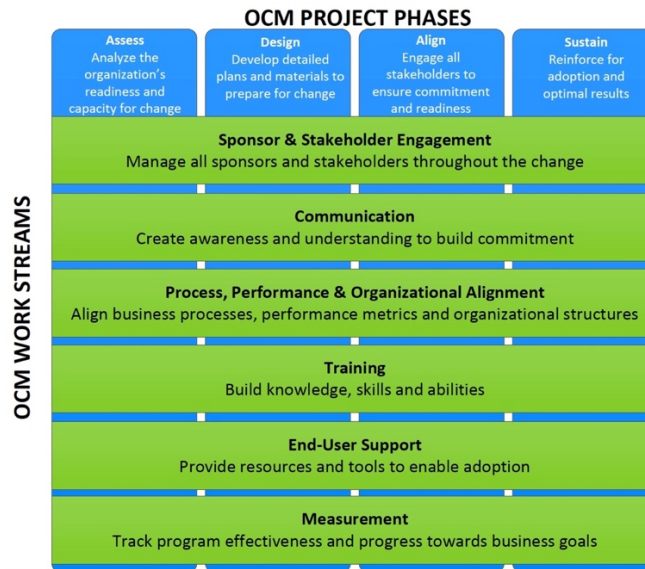 OCM PROJECT PHASES
Assess
Analyze the
organization's
readiness and
capacity for change
Design
Develop detailed
plans and materials to
prepare for change
Align
Engage all
stakeholders to
ensure commitment
and readiness
Sustain
Reinforce for
adoption and
optimal results
OCM WORK STREAMS
Sponsor & Stakeholder Engagement
Manage all sponsors and stakeholders throughout the change
Communication
Create awareness and understanding to build commitment
Process, Performance & Organizational Alignment
Align business processes, performance metrics and organizational structures
Training
Build knowledge, skills and abilities
End-User Support
Provide resources and tools to enable adoption
Measurement
Track program effectiveness and progress towards business goals